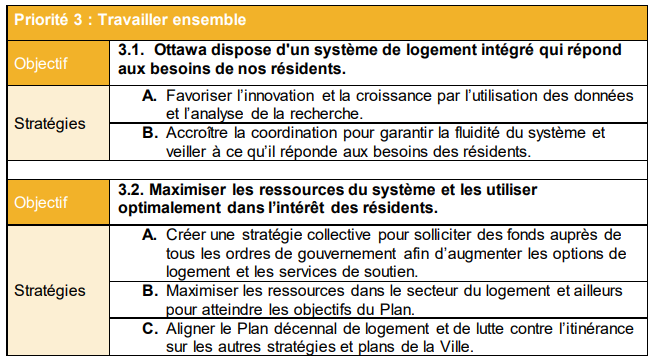 Priorité 3 : Travailler ensemble
Objectif
3.1. Ottawa dispose d'un système de logement intégré qui répond
aux besoins de nos résidents.
Stratégies
A. Favoriser l'innovation et la croissance par l'utilisation des données
et l'analyse de la recherche.
B. Accroître la coordination pour garantir la fluidité du système et
veiller à ce qu'il réponde aux besoins des résidents.
Objectif
3.2. Maximiser les ressources du système et les utiliser
optimalement dans l'intérêt des résidents.
Stratégies
A. Créer une stratégie collective pour solliciter des fonds auprès de
tous les ordres de gouvernement afin d'augmenter les options de
logement et les services de soutien.
B. Maximiser les ressources dans le secteur du logement et ailleurs
pour atteindre les objectifs du Plan.
C. Aligner le Plan décennal de logement et de lutte contre l'itinérance
sur les autres stratégies et plans de la Ville.